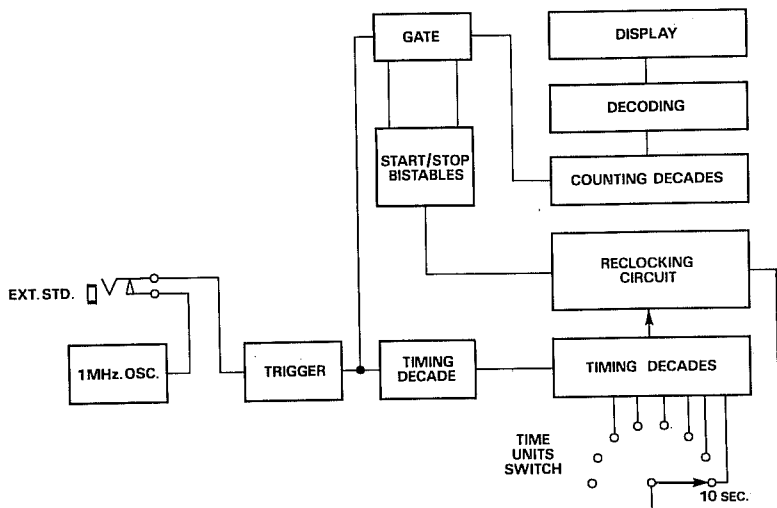 GATE
DISPLAY
DECODING
START/STOP
BISTABLES
COUNTING DECADES
RECLOCKING
CIRCUIT
EXT. STD.
1MHz. OSC.
TRIGGER
TIMING
DECADE
TIMING DECADES
TIME
UNITS
SWITCH
10 SEC.